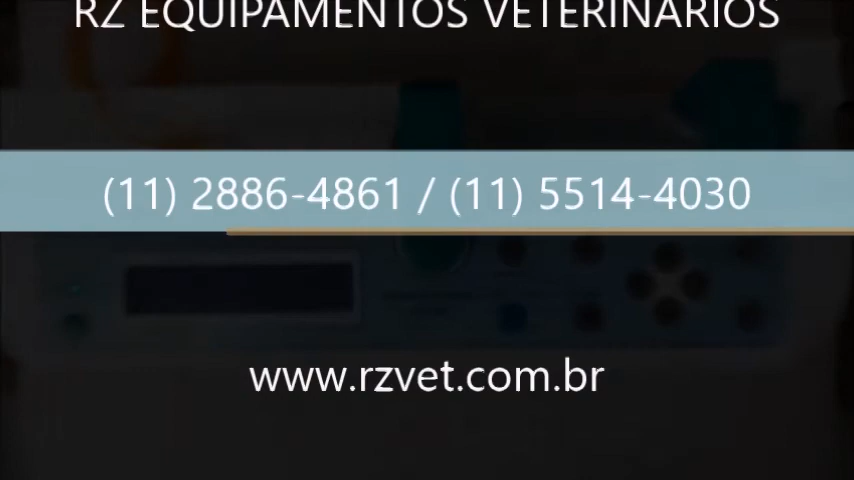 RZ EQUIPAMENTOS VETERINÁRIOS
(11) 2886-4861 / (11) 5514-4030
www.rzvet.com.br